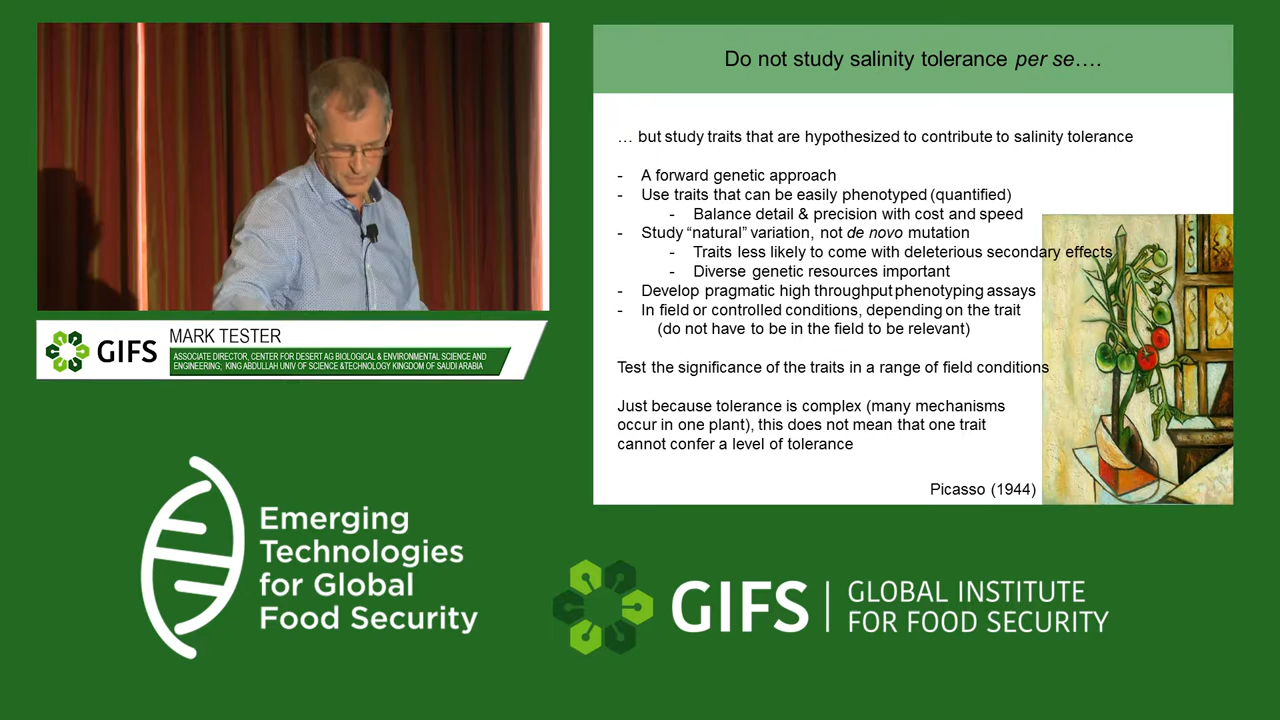 Do not study salinity tolerance per se….
… but study traits that are hypothesized to contribute to salinity tolerance
- A forward genetic approach
- Use traits that can be easily phenotyped (quantified)
- Balance detail & precision with cost and speed
- Study “natural” variation, not de novo mutation
- Traits less likely to come with deleterious secondary effects
- Diverse genetic resources important
- Develop pragmatic high throughput phenotyping assays
- In field or controlled conditions, depending on the trait
(do not have to be in the field to be relevant)
Test the significance of the traits in a range of field conditions
Just because tolerance is complex (many mechanisms
occur in one plant), this does not mean that one trait
cannot confer a level of tolerance
Picasso (1944)
GIFS
MARK TESTER
ASSOCIATE DIRECTOR, CENTER FOR DESERT AG BIOLOGICAL & ENVIRONMENTAL SCIENCE AND
ENGINEERING; KING ABDULLAH UNIV OF SCIENCE &TECHNOLOGY KINGDOM OF SAUDI ARABIA
Emerging
Technologies
for Global
Food Security
GIFS
GLOBAL INSTITUTE
FOR FOOD SECURITY